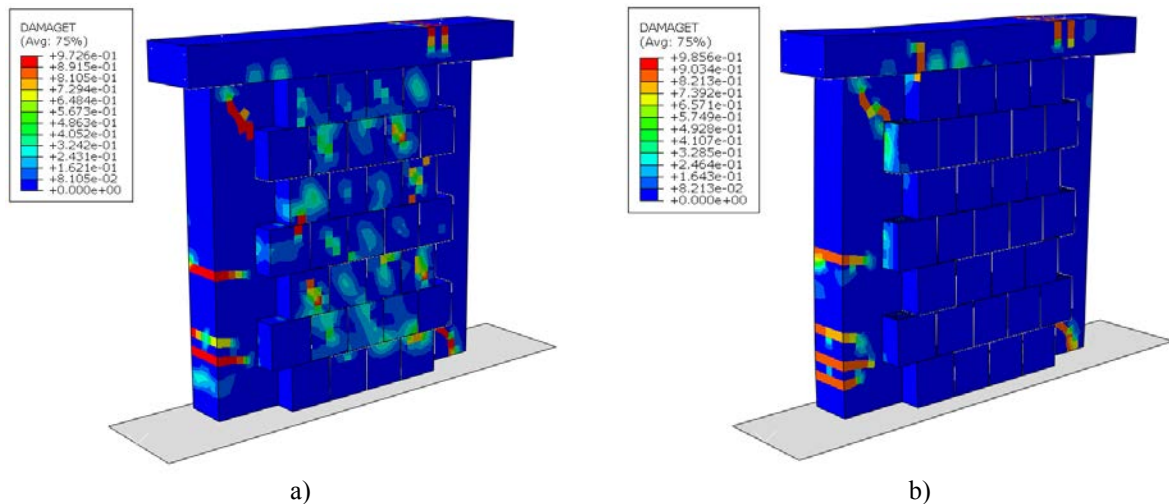 DAMAGET
(Avg: 75%)
+9.726e-01
+8.915e-01
+8.105e-01
+7.294e-01
+6.484e-01
+5.673e-01
+4.863e-01
+4.052e-01
+3.242e-01
+2.431e-01
+1.621e-01
+8.105e-02
+0.000e+00
DAMAGET
(Avg: 75%)
+9.856e-01
+9.034e-01
+8.213e-01
+7.392e-01
+6.571e-01
+5.749e-01
+4.928e-01
+4.107e-01
+3.285e-01
+2.464e-01
+1.643e-01
+8.213e-02
+0.000e+00
a)
b)